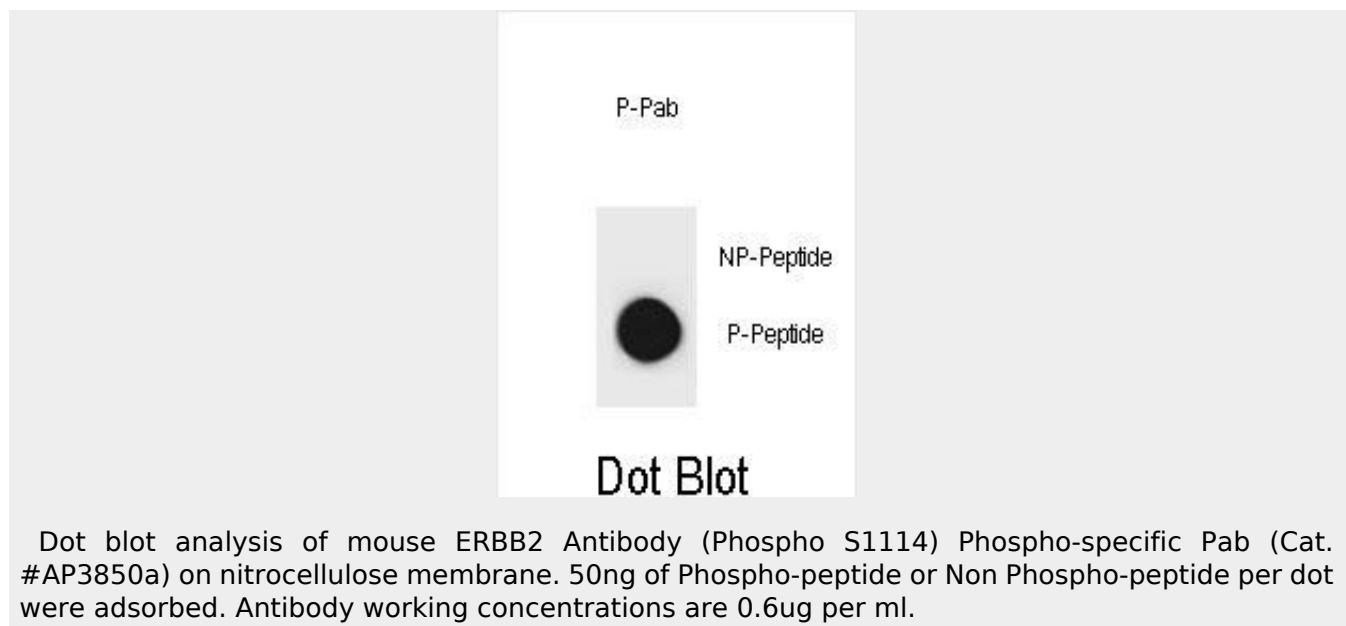 P-Pab
NP-Peptide
P-Peptide
Dot Blot
Dot blot analysis of mouse ERBB2 Antibody (Phospho S1114) Phospho-specific Pab (Cat.
#AP3850a) on nitrocellulose membrane. 50ng of Phospho-peptide or Non Phospho-peptide per dot
were adsorbed. Antibody working concentrations are 0.6ug per ml.